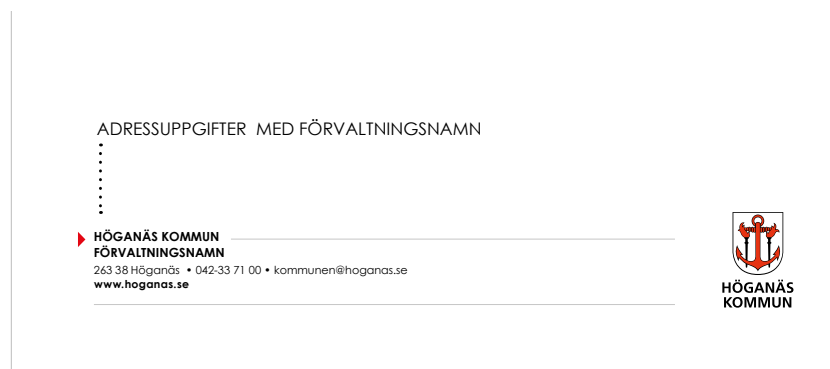 ADRESSUPPGIFTER MED FÖRVALTNINGSNAMN
HÖGANÄS KOMMUN
FÖRVALTNINGSNAMN
263 38 Höganäs • 042-33 71 00 • kommunen@hoganas.se
www.hoganas.se
HÖGANÄS
KOMMUN